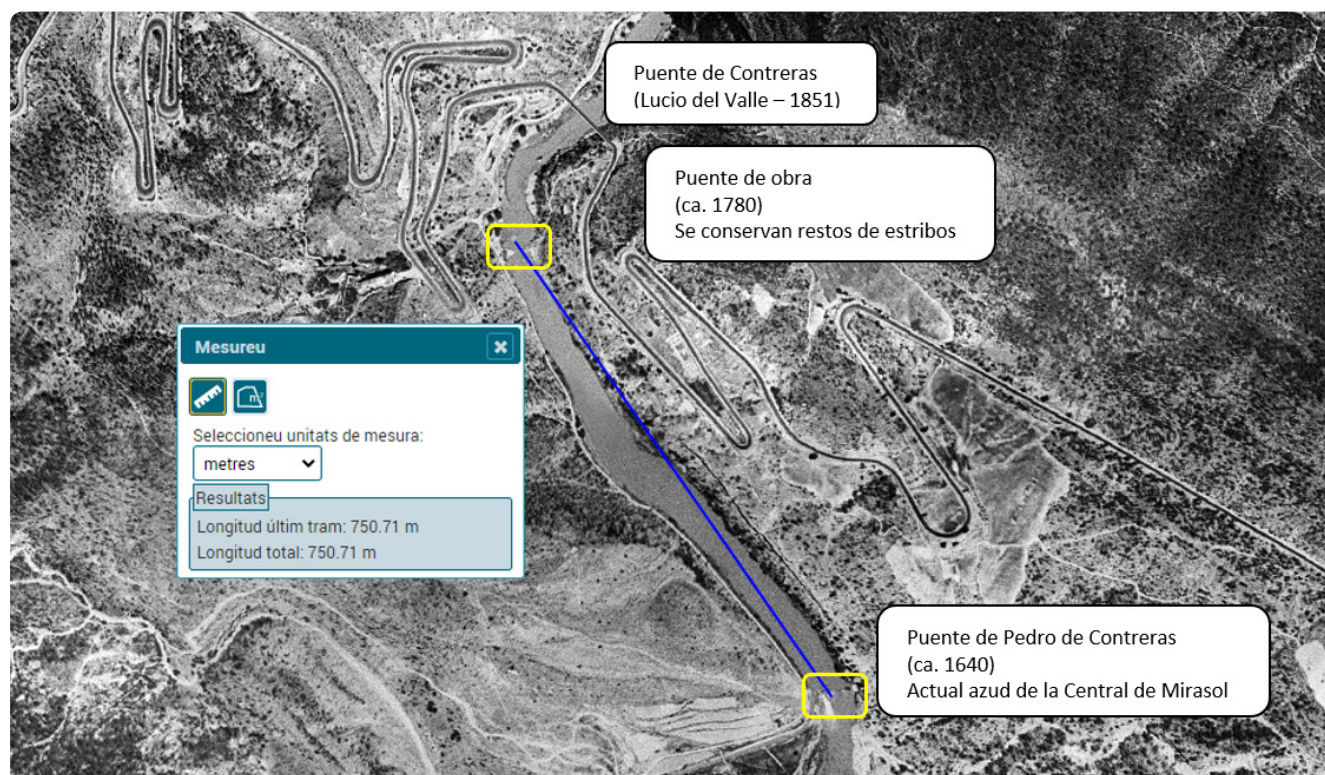 Puente de Contreras
(Lucio del Valle – 1851)
Puente de obra
(ca. 1780)
Se conservan restos de estribos
Mesureu
m²
Seleccioneu unitats de mesura:
metres
Resultats
Longitud últim tram: 750.71 m
Longitud total: 750.71 m
Puente de Pedro de Contreras
(ca. 1640)
Actual azud de la Central de Mirasol